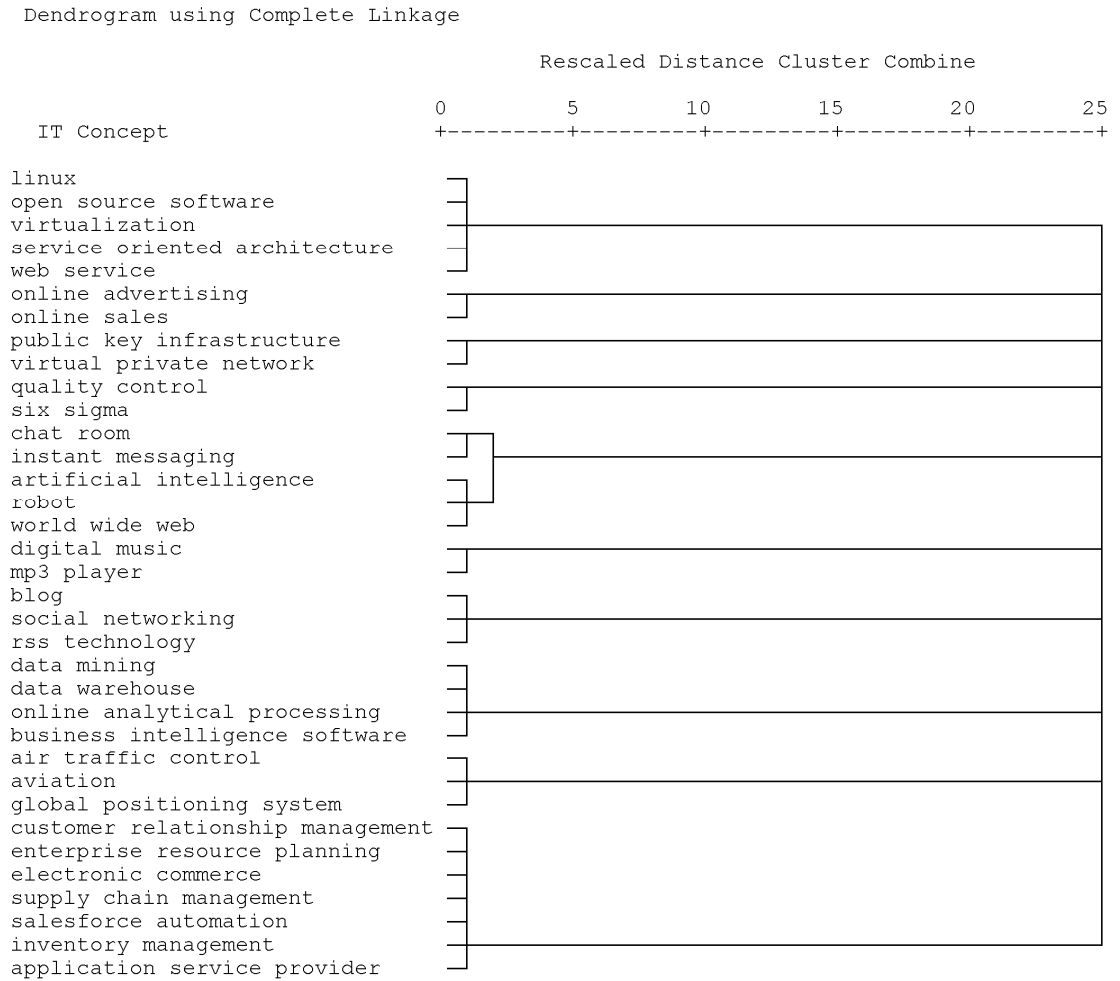 Dendrogram using Complete Linkage
Rescaled Distance Cluster Combine
0 5 10 15 20 25
IT Concept +---------+---------+---------+---------+---------+
linux
open source software
virtualization
service oriented architecture
web service
online advertising
online sales
public key infrastructure
virtual private network
quality control
six sigma
chat room
instant messaging
artificial intelligence
robot
world wide web
digital music
mp3 player
blog
social networking
rss technology
data mining
data warehouse
online analytical processing
business intelligence software
air traffic control
aviation
global positioning system
customer relationship management
enterprise resource planning
electronic commerce
supply chain management
salesforce automation
inventory management
application service provider